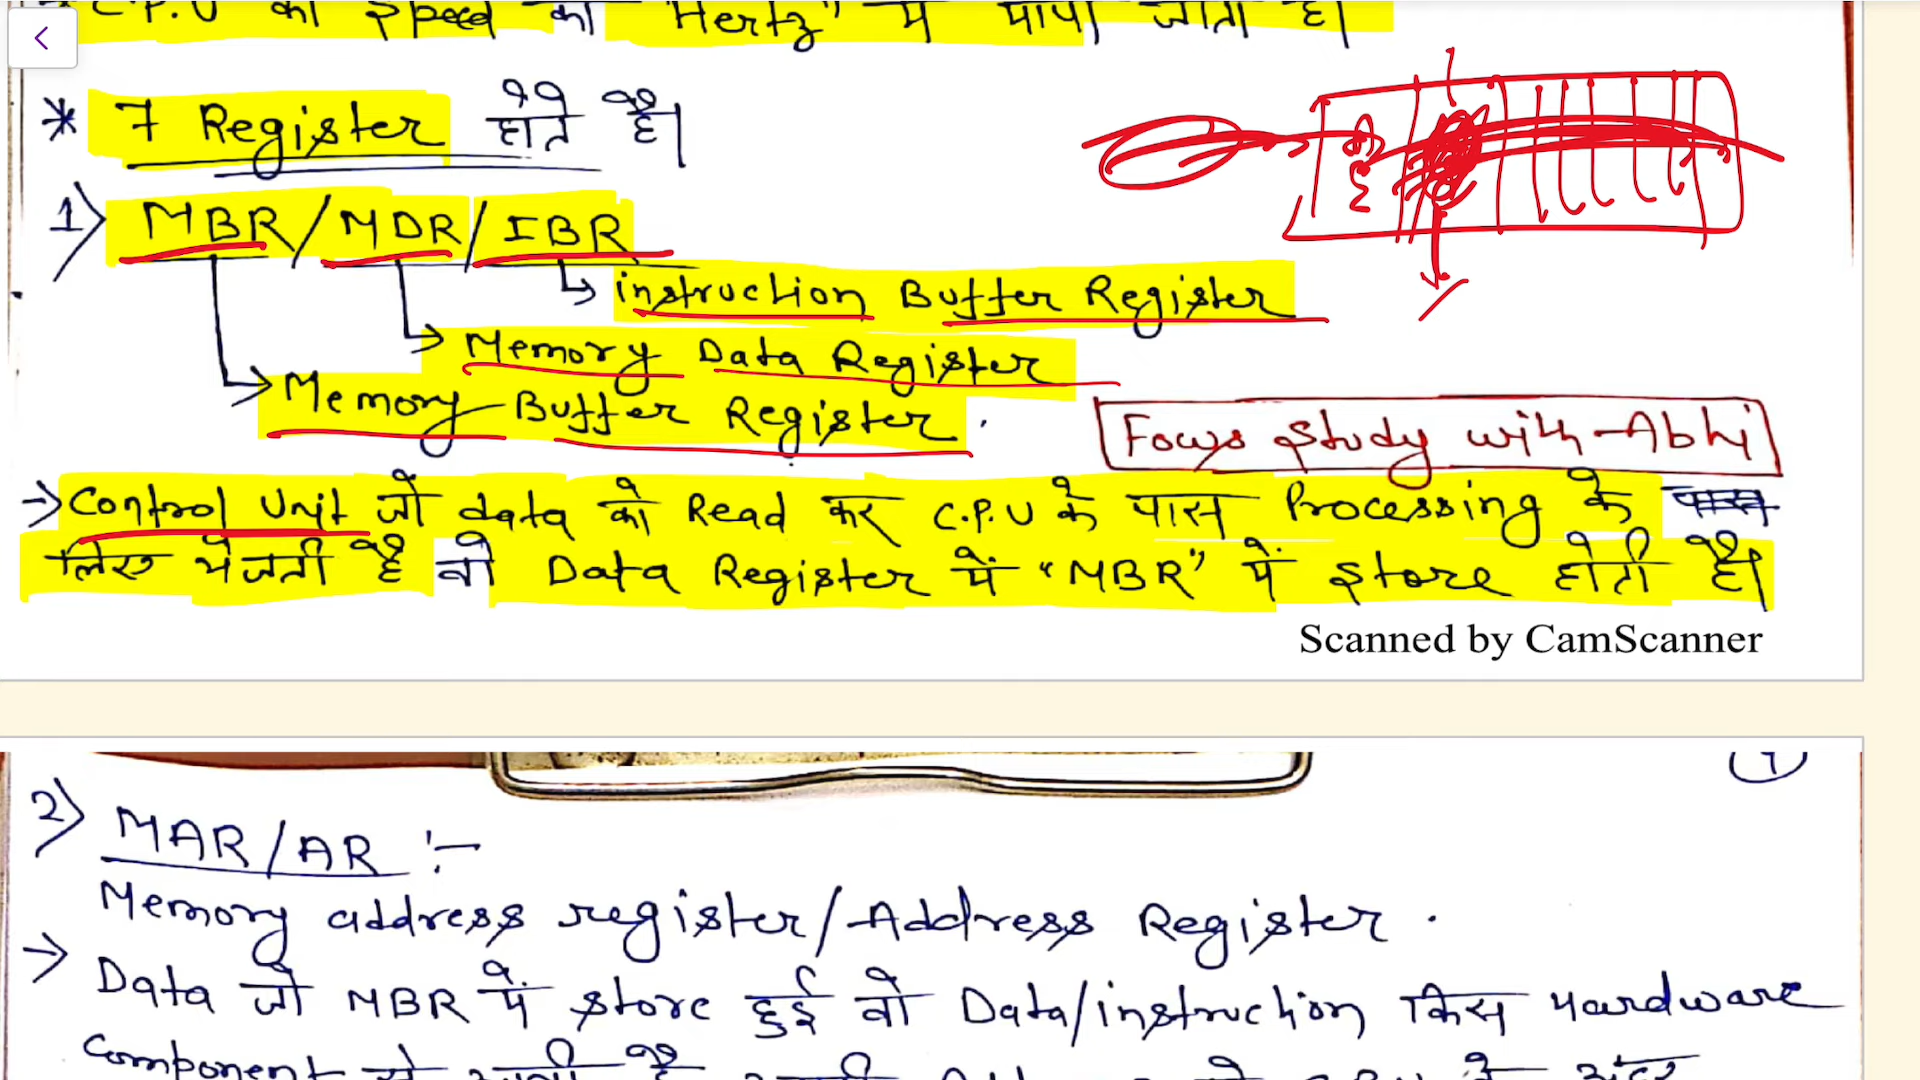 C.P.U की speed को "Hertz" में मापा जाता है।
* 7 Register होते है।
1) MBR/MDR/IBR
→ instruction Buffer Register
→ Memory Data Register
→ Memory Buffer Register.
Focus study with Abhi
→ Control Unit जो data को Read कर C.P.U के पास Processing के
लिए भेजती है वो Data Register में "MBR" में store होती है।
Scanned by CamScanner
2) MAR/AR :-
Memory address register/Address Register.
→ Data जो MBR में store हुई वो Data/instruction किस Hardware
Component से आयी है